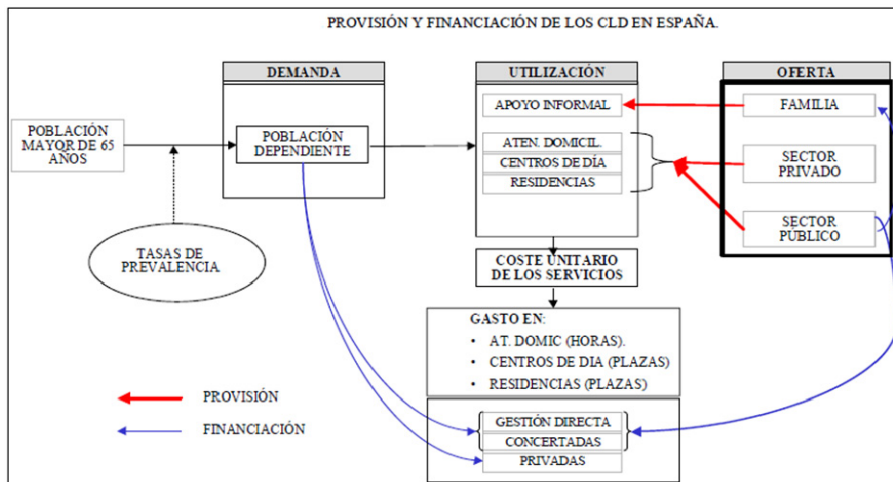 PROVISIÓN Y FINANCIACIÓN DE LOS CLD EN ESPAÑA.
DEMANDA
UTILIZACIÓN
OFERTA
POBLACIÓN
MAYOR DE 65
AÑOS
POBLACIÓN
DEPENDIENTE
TASAS DE
PREVALENCIA
APOYO INFORMAL
ATEN. DOMICIL.
CENTROS DE DÍA.
RESIDENCIAS
FAMILIA
SECTOR
PRIVADO
SECTOR
PÚBLICO
COSTE UNITARIO
DE LOS SERVICIOS
GASTO EN:
• AT. DOMIC (HORAS).
• CENTROS DE DIA (PLAZAS)
• RESIDENCIAS (PLAZAS)
GESTIÓN DIRECTA
CONCERTADAS
PRIVADAS
PROVISIÓN
FINANCIACIÓN